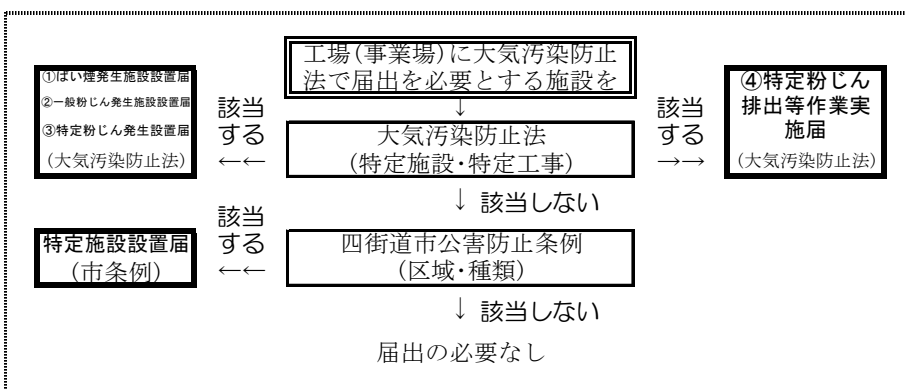 工場(事業場)に大気汚染防止
法で届出を必要とする施設を
↓
①ばい煙発生施設設置届
②一般粉じん発生施設設置届
③特定粉じん発生設置届
(大気汚染防止法)
該当
する
←←
大気汚染防止法
(特定施設・特定工事)
該当
する
→→
④特定粉じん
排出等作業実
施届
(大気汚染防止法)
↓ 該当しない
特定施設設置届
(市条例)
該当
する
←←
四街道市公害防止条例
(区域・種類)
↓ 該当しない
届出の必要なし